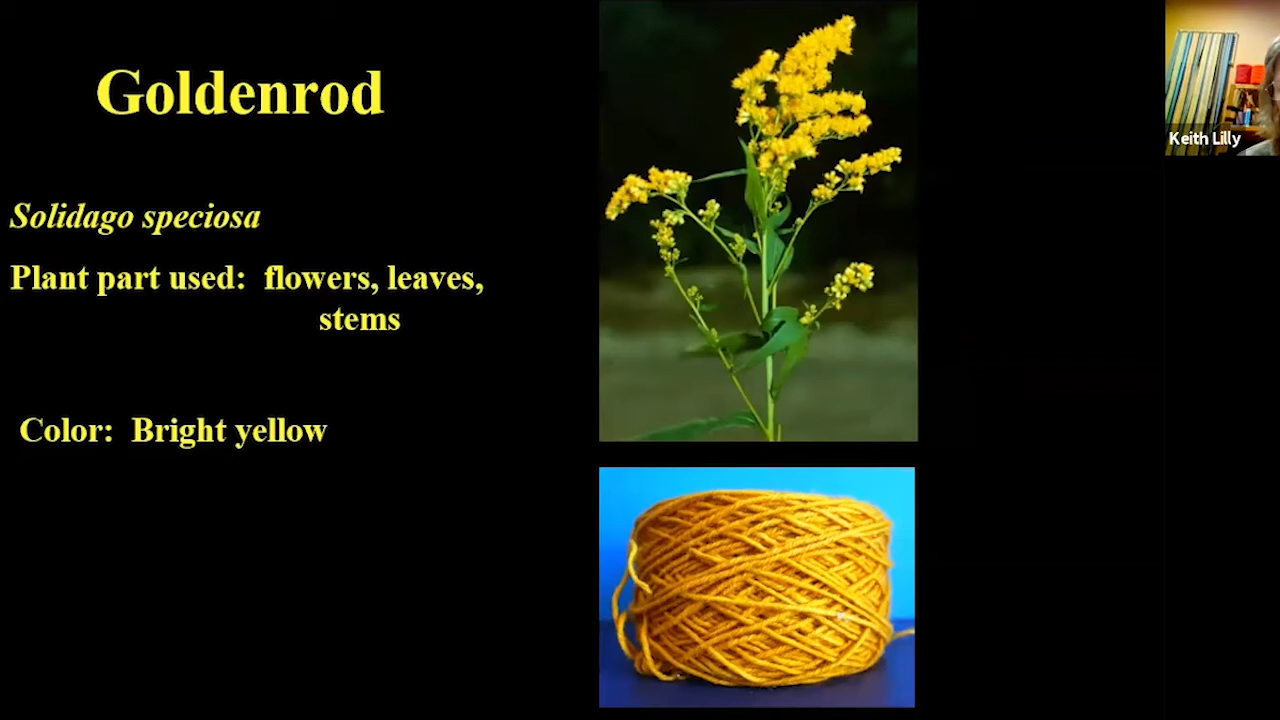 Goldenrod
Solidago speciosa
Plant part used: flowers, leaves,
stems
Color: Bright yellow
Keith Lilly